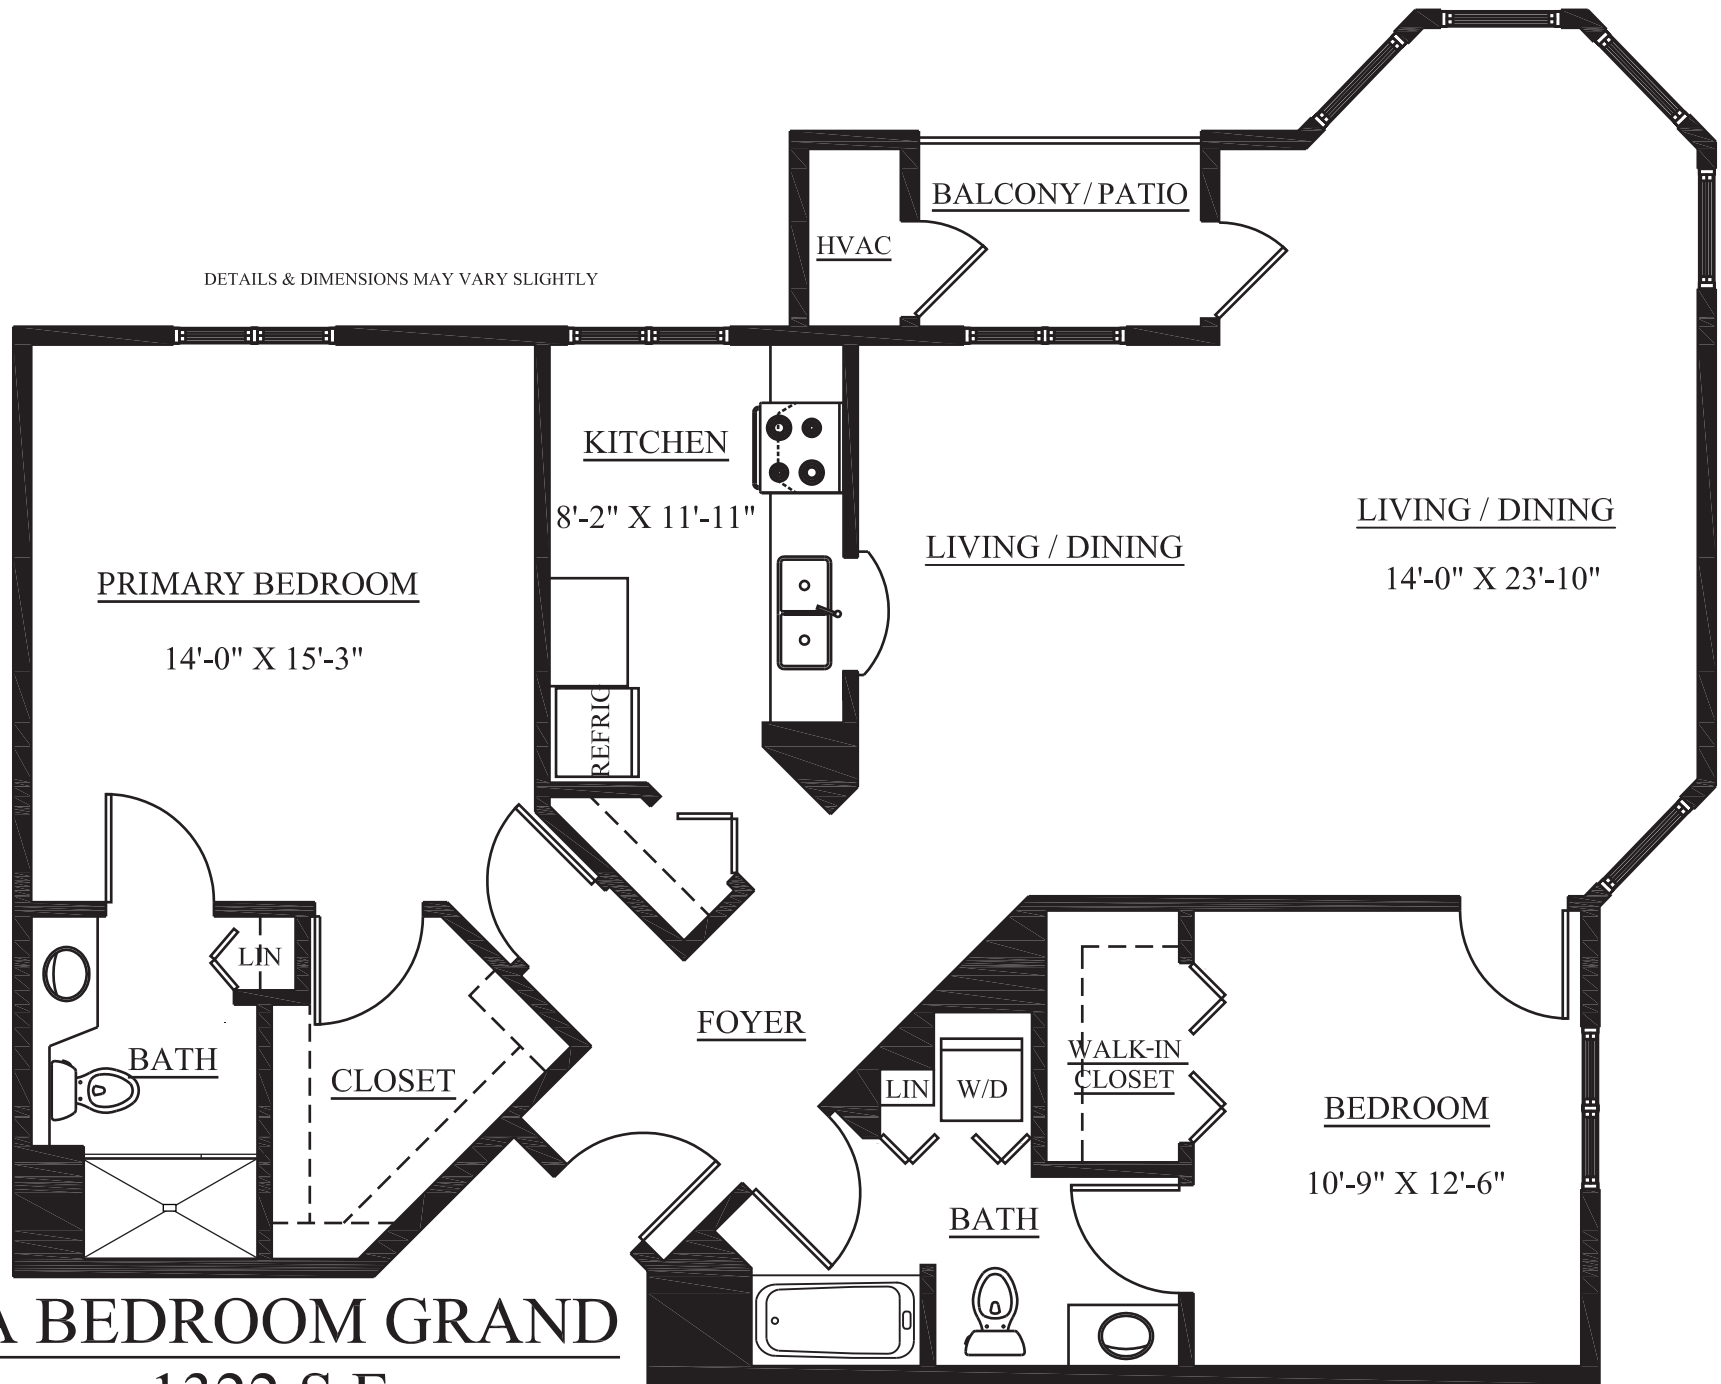 BALCONY / PATIO
HVAC
DETAILS & DIMENSIONS MAY VARY SLIGHTLY
KITCHEN
8'-2" X 11'-11"
LIVING / DINING
LIVING / DINING
14'-0" X 23'-10"
PRIMARY BEDROOM
14'-0" X 15'-3"
REFRIG
LIN
BATH
CLOSET
FOYER
LIN
W/D
WALK-IN
CLOSET
BEDROOM
10'-9" X 12'-6"
BATH
A BEDROOM GRAND
1322 S.F.